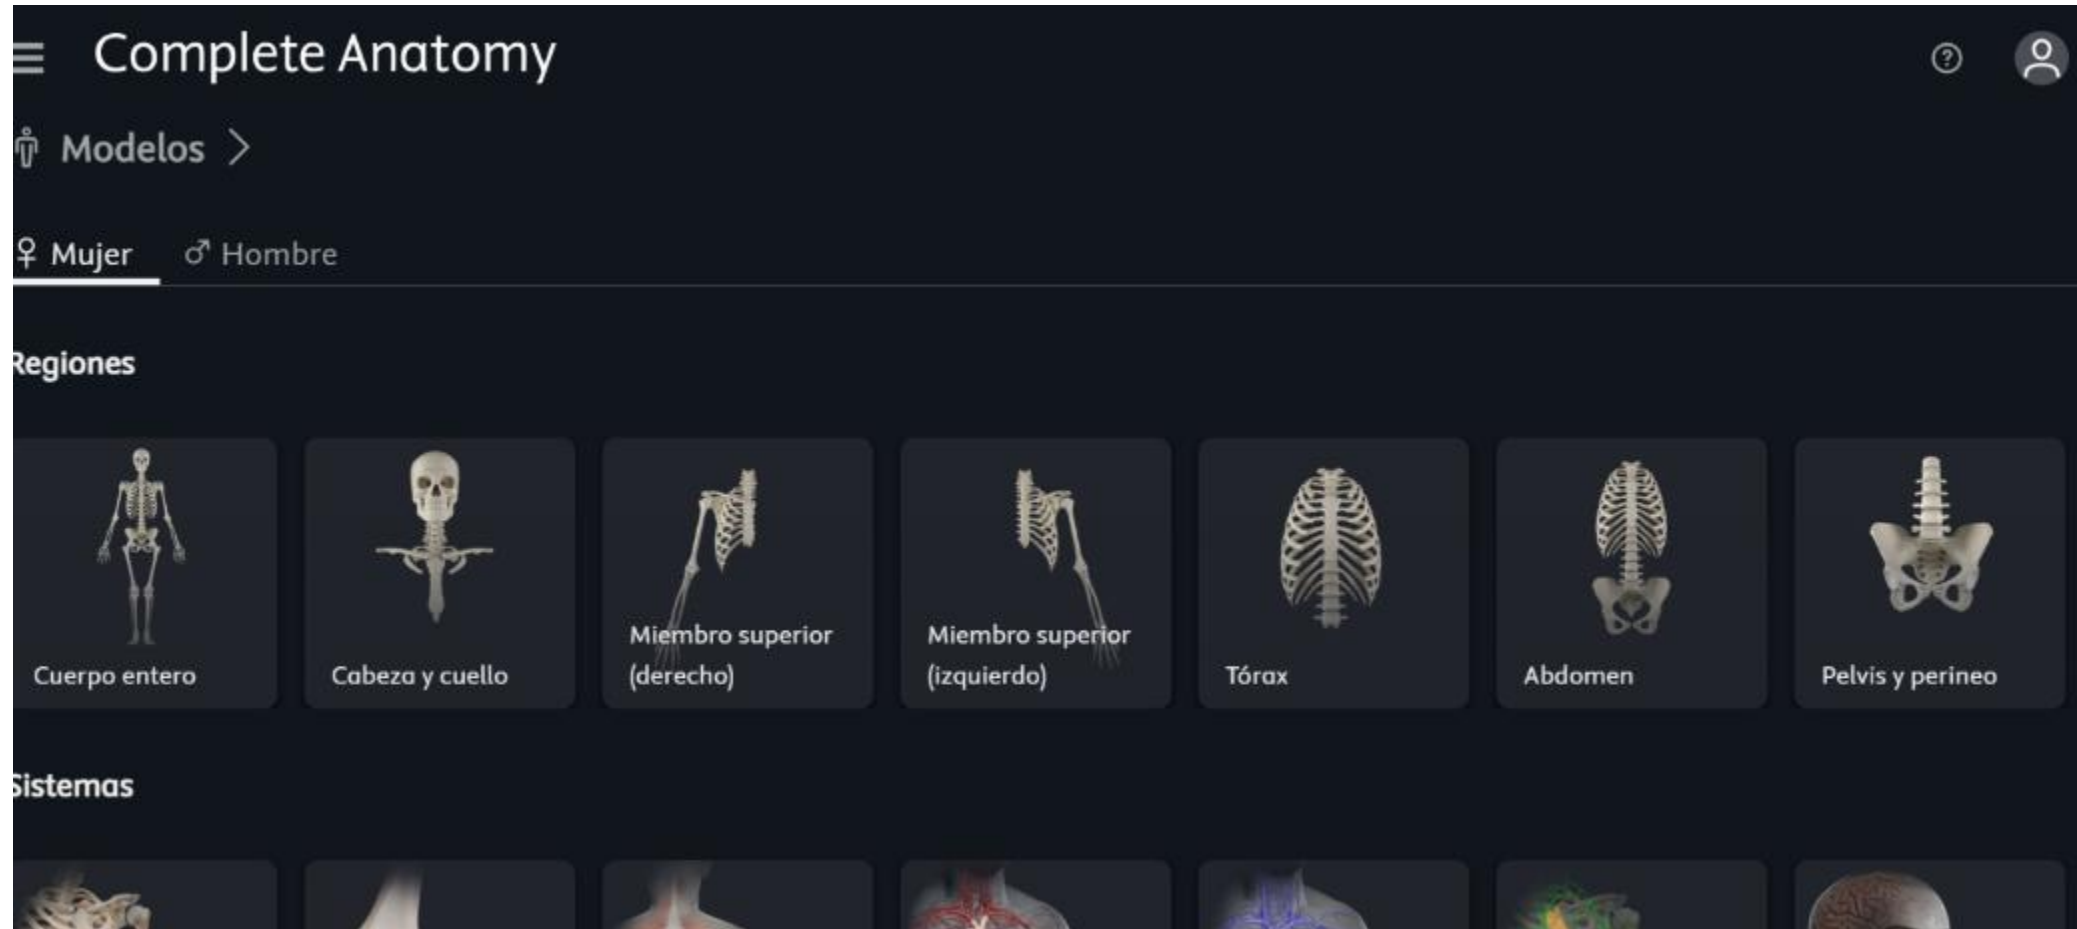 Complete Anatomy
Modelos
Mujer
Hombre
Regiones
Cuerpo entero
Cabeza y cuello
Miembro superior
(derecho)
Miembro superior
(izquierdo)
Tórax
Abdomen
Pelvis y perineo
Sistemas